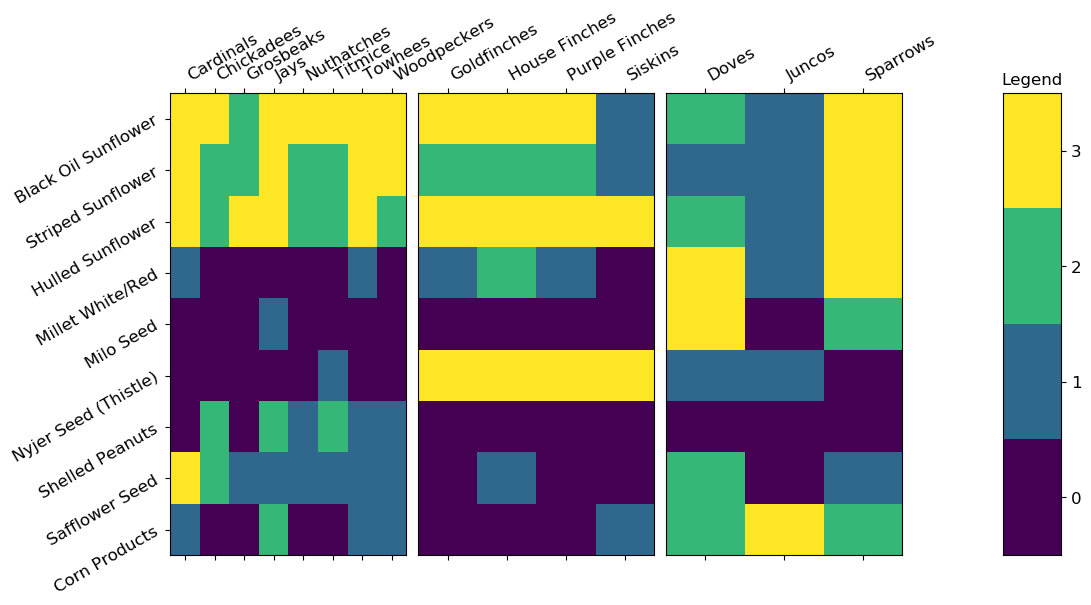 Cardinals
Chickadees
Grosbeaks
Jays
Nuthatches
Titmice
Towhees
Woodpeckers
Goldfinches
House Finches
Purple Finches
Siskins
Doves
Juncos
Sparrows
Legend
Black Oil Sunflower
Striped Sunflower
Hulled Sunflower
Millet White/Red
Milo Seed
Nyjer Seed (Thistle)
Shelled Peanuts
Safflower Seed
Corn Products
3
2
1
0